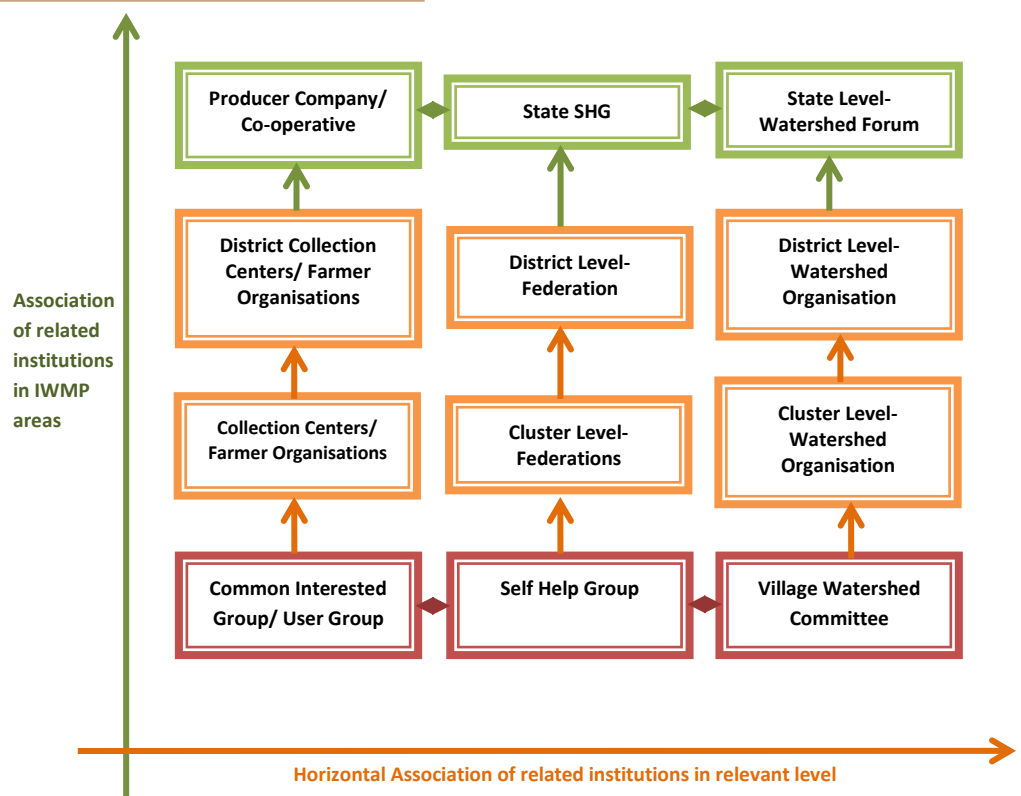 Producer Company/
Co-operative
State SHG
State Level-
Watershed Forum
District Collection
Centers/ Farmer
Organisations
District Level-
Federation
District Level-
Watershed
Organisation
Association
of related
institutions
in IWMP
areas
Collection Centers/
Farmer Organisations
Cluster Level-
Federations
Cluster Level-
Watershed
Organisation
Common Interested
Group/ User Group
Self Help Group
Village Watershed
Committee
Horizontal Association of related institutions in relevant level